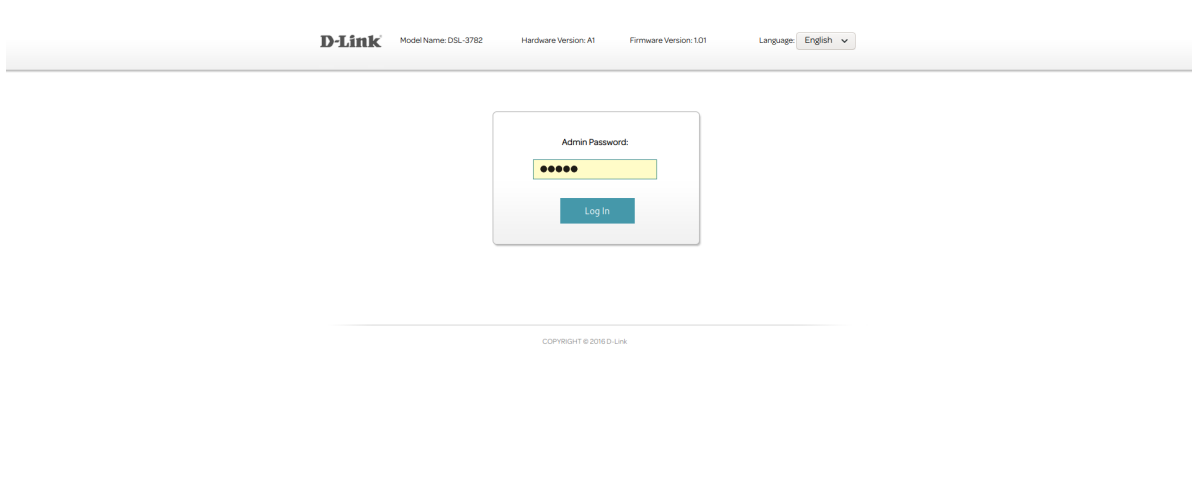 D-Link Model Name: DSL-3782 Hardware Version: A1 Firmware Version: 1.01 Language: English
Admin Password:
●●●●●
Log In
COPYRIGHT © 2016 D-Link